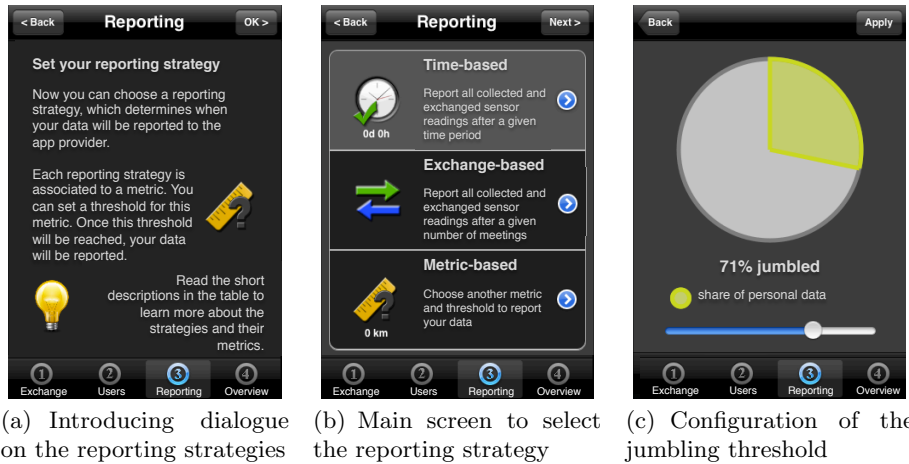 < Back
Reporting
OK >
Set your reporting strategy
Now you can choose a reporting
strategy, which determines when
your data will be reported to the
app provider.
Each reporting strategy is
associated to a metric. You
can set a threshold for this
metric. Once this threshold
will be reached, your data
will be reported.
Read the short
descriptions in the table to
learn more about the
strategies and their
metrics.
1
Exchange
2
Users
3
Reporting
4
Overview
(a) Introducing dialogue
on the reporting strategies
< Back
Reporting
Next >
Time-based
Report all collected and
exchanged sensor
readings after a given
time period
0d 0h
Exchange-based
Report all collected and
exchanged sensor
readings after a given
number of meetings
Metric-based
Choose another metric
and threshold to report
your data
0 km
1
Exchange
2
Users
3
Reporting
4
Overview
(b) Main screen to select
the reporting strategy
Back
Apply
71% jumbled
share of personal data
1
Exchange
2
Users
3
Reporting
4
Overview
(c) Configuration of the
jumbling threshold